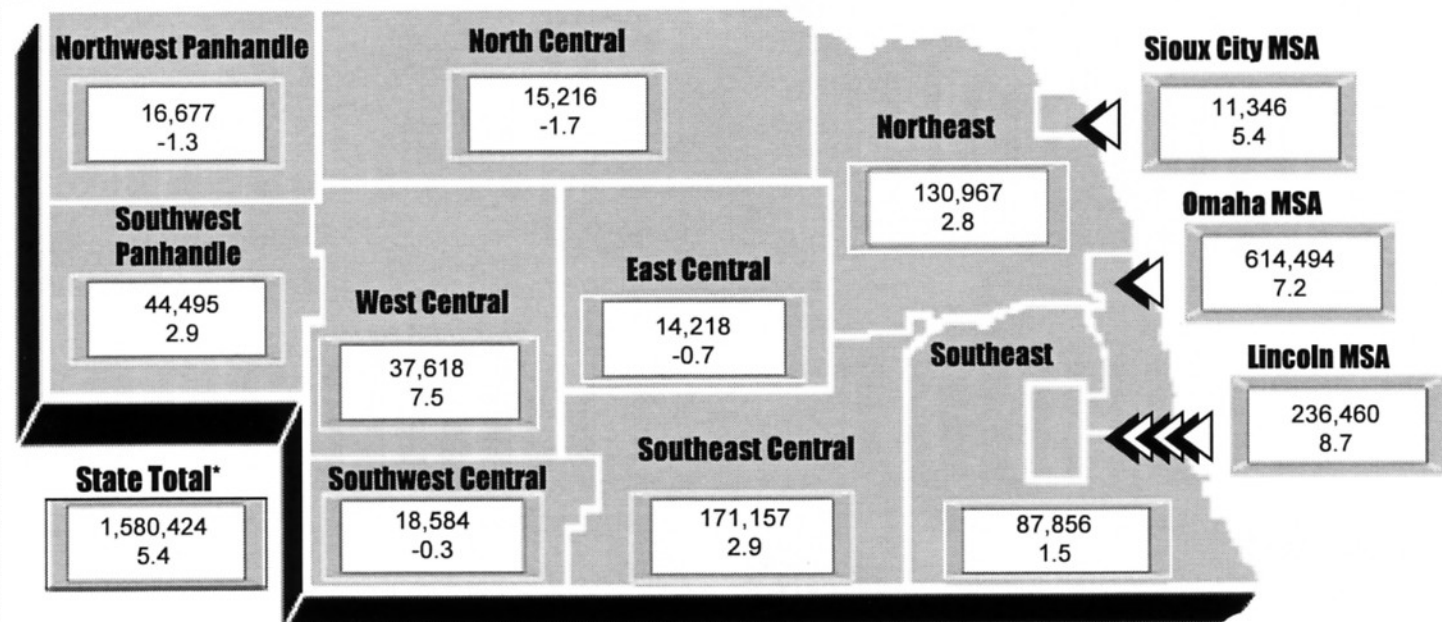 Northwest Panhandle
16,677
-1.3
North Central
15,216
-1.7
Sioux City MSA
11,346
5.4
Northeast
130,967
2.8
Southwest
Panhandle
44,495
2.9
Omaha MSA
614,494
7.2
West Central
37,618
7.5
East Central
14,218
-0.7
Southeast
87,856
1.5
Lincoln MSA
236,460
8.7
State Total*
1,580,424
5.4
Southwest Central
18,584
-0.3
Southeast Central
171,157
2.9